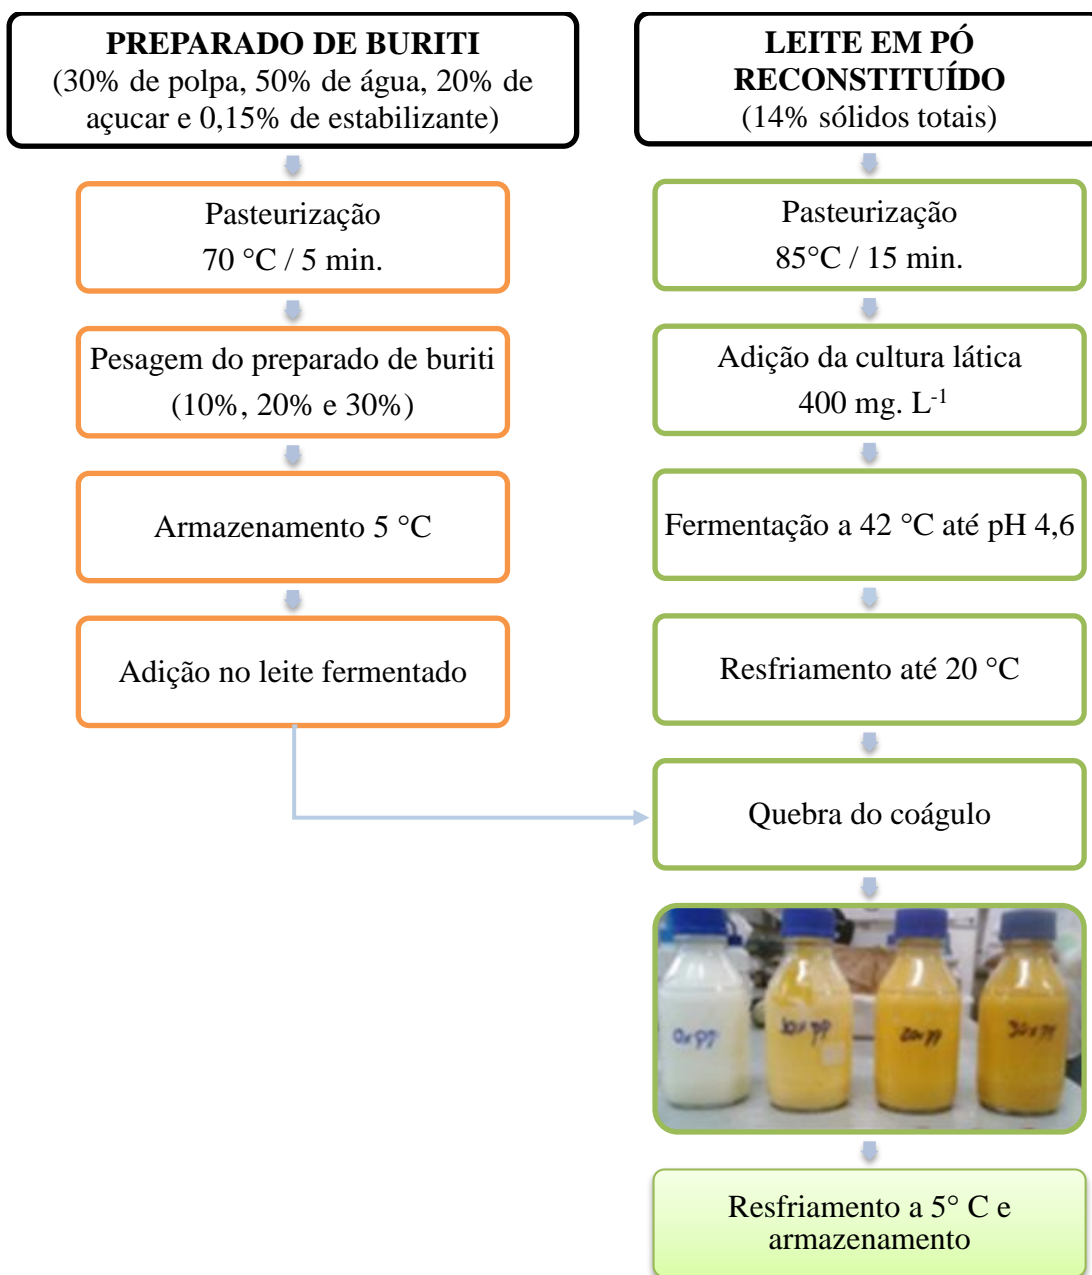 PREPARADO DE BURITI
(30% de polpa, 50% de água, 20% de
açucar e 0,15% de estabilizante)
Pasteurização
70 °C / 5 min.
Pesagem do preparado de buriti
(10%, 20% e 30%)
Armazenamento 5 °C
Adição no leite fermentado
LEITE EM PÓ
RECONSTITUÍDO
(14% sólidos totais)
Pasteurização
85°C / 15 min.
Adição da cultura lática
400 mg. L⁻¹
Fermentação a 42 °C até pH 4,6
Resfriamento até 20 °C
Quebra do coágulo
Resfriamento a 5° C e
armazenamento